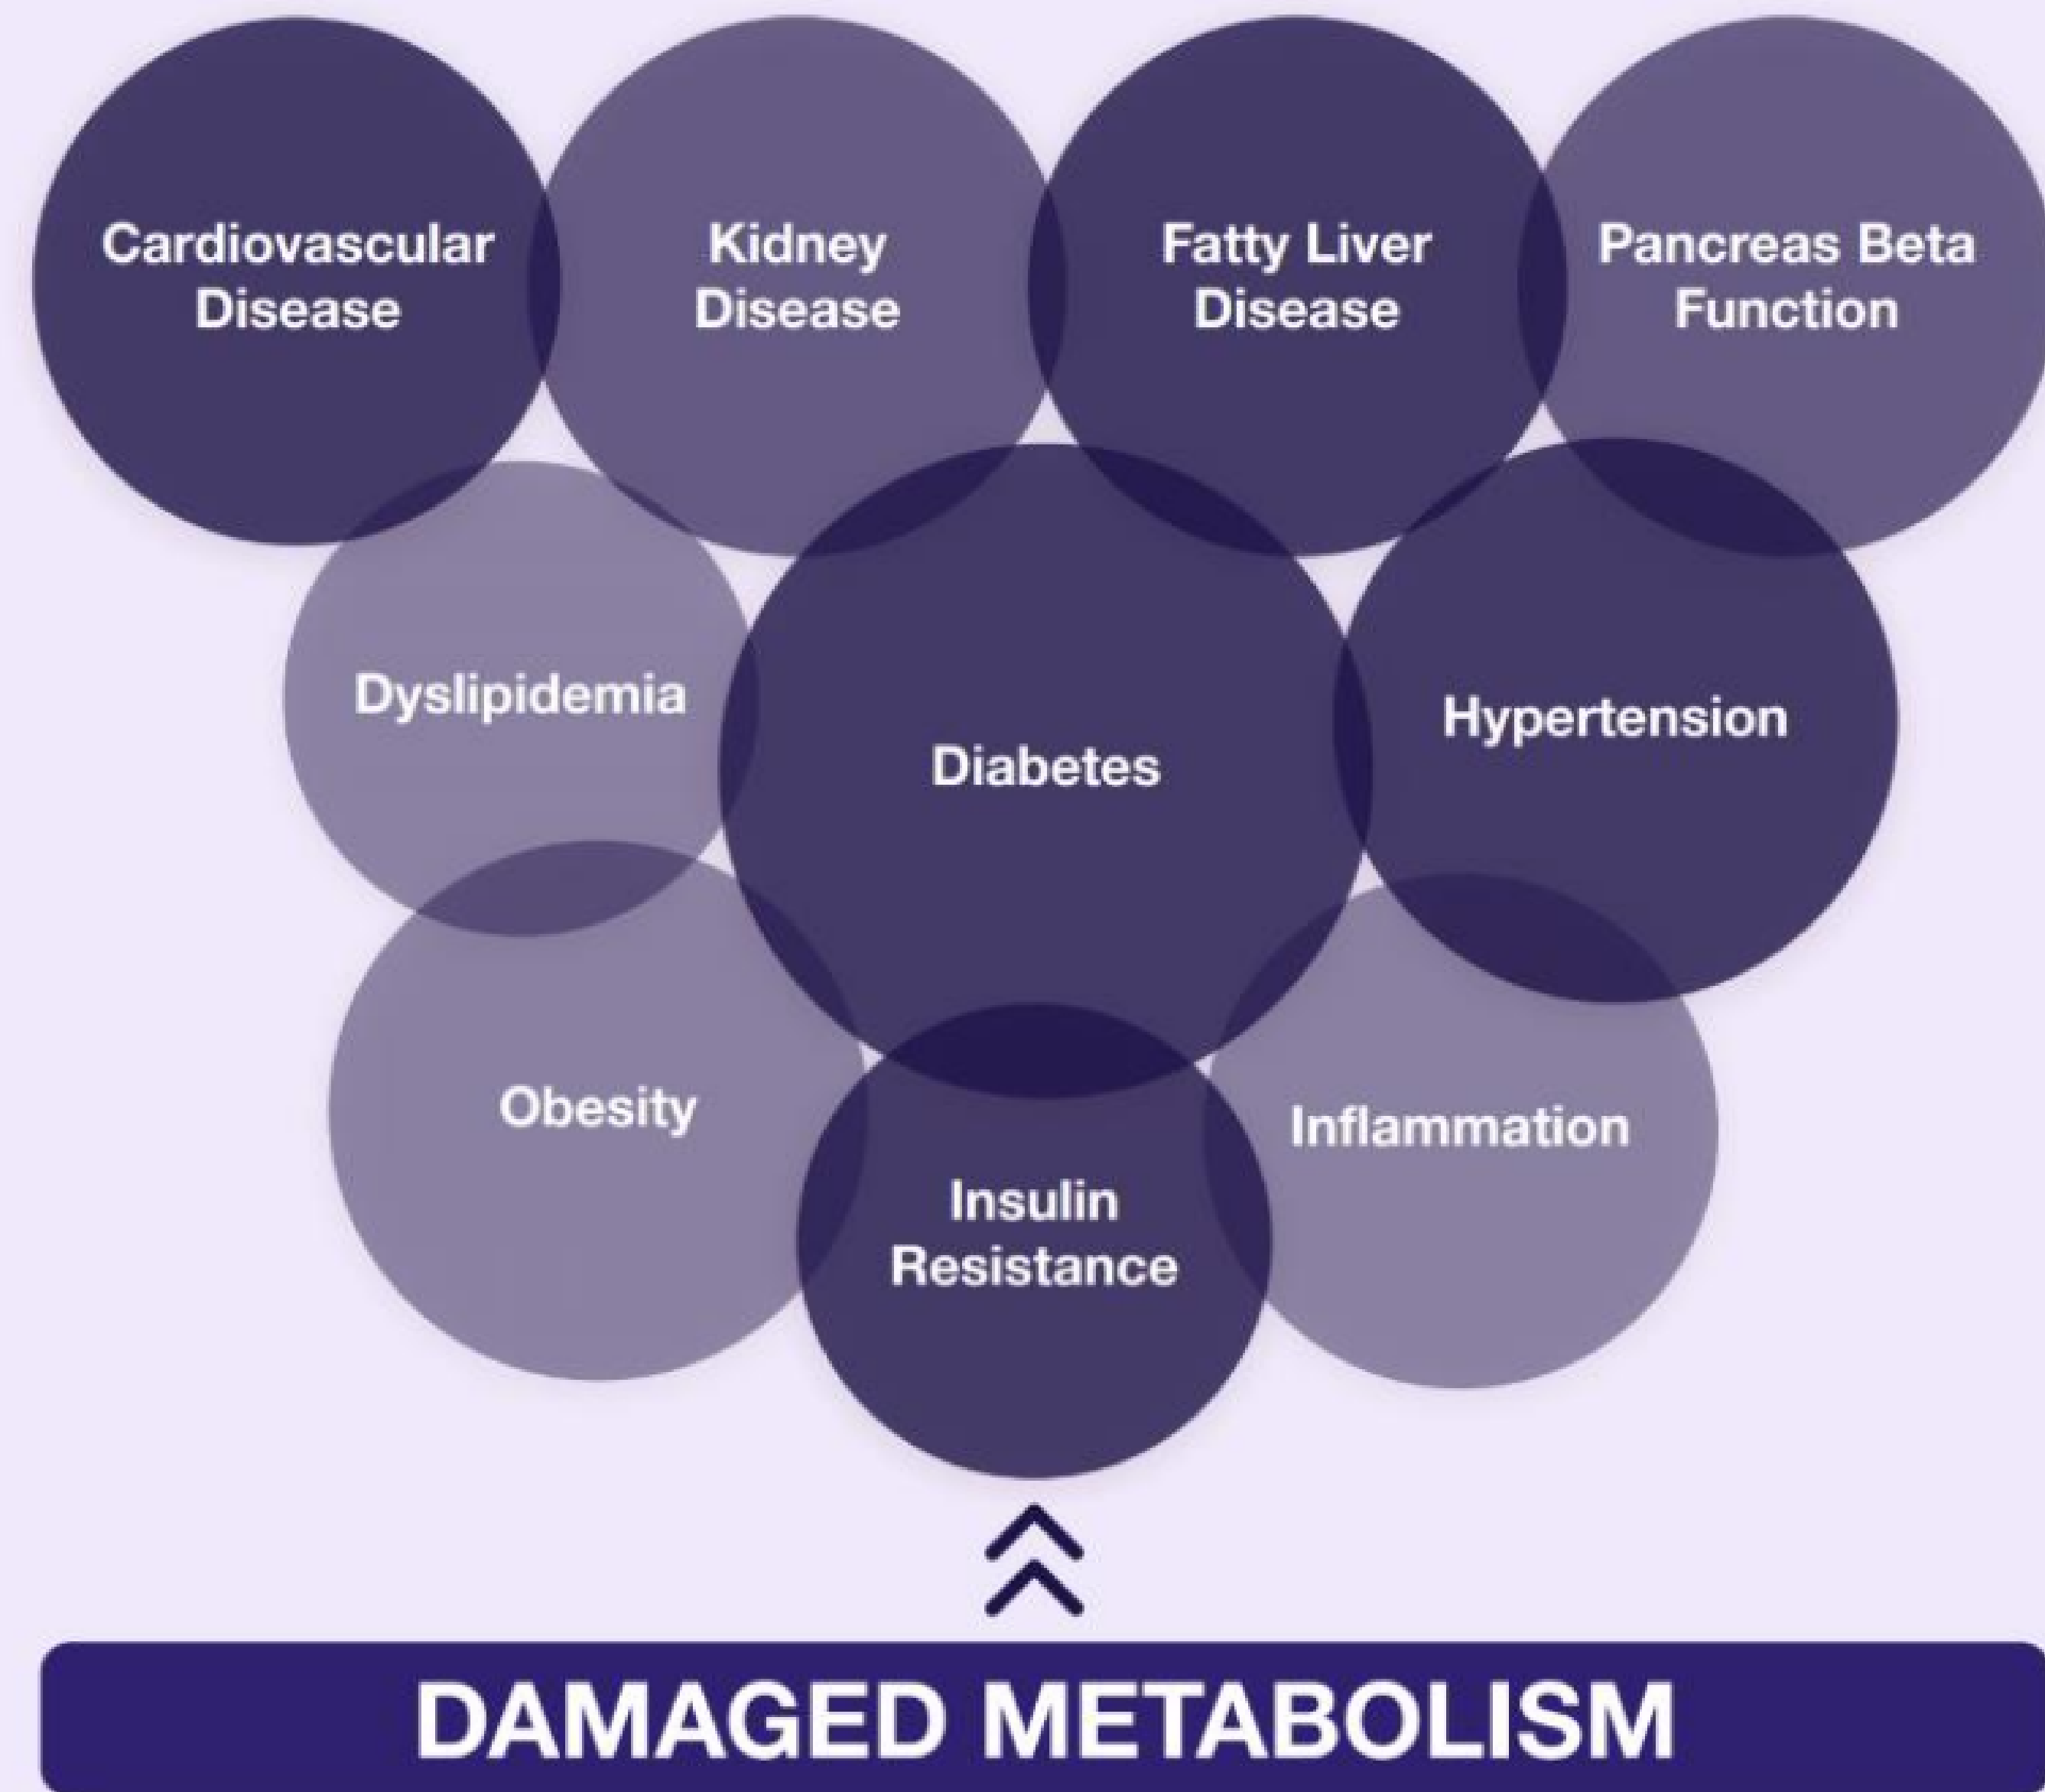 Cardiovascular
Disease
Kidney
Disease
Fatty Liver
Disease
Pancreas Beta
Function
Dyslipidemia
Diabetes
Hypertension
Obesity
Insulin
Resistance
Inflammation
DAMAGED METABOLISM